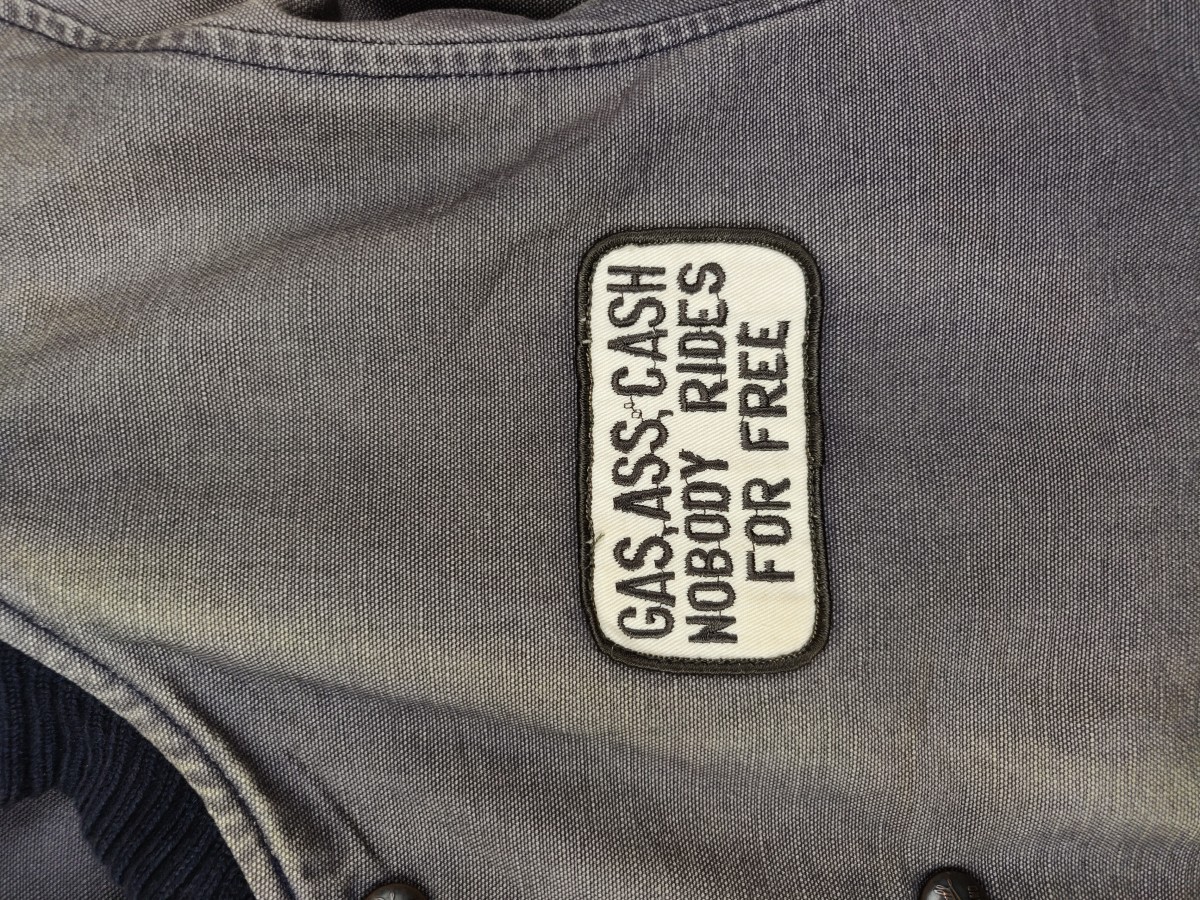 GAS,ASS,CASH
NOBODY RIDES
FOR FREE